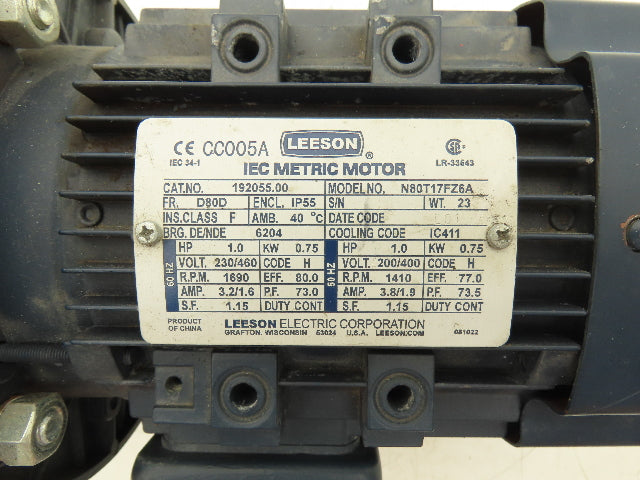 CE CC005A LEESON ®
IEC 34-1 LR-33543
IEC METRIC MOTOR
CAT.NO. 192055.00 MODEL NO. N80T17FZ6A
FR. D80D ENCL. IP55 S/N WT. 23
INS.CLASS F AMB. 40 °C DATE CODE
BRG. DE/NDE 6204 COOLING CODE IC411
60 HZ HP 1.0 KW 0.75 50 HZ HP 1.0 KW 0.75
VOLT. 230/460 CODE H VOLT. 200/400 CODE H
R.P.M. 1690 EFF. 80.0 R.P.M. 1410 EFF. 77.0
AMP. 3.2/1.6 P.F. 73.0 AMP. 3.8/1.9 P.F. 73.5
S.F. 1.15 DUTY CONT S.F. 1.15 DUTY CONT
PRODUCT OF CHINA LEESON ELECTRIC CORPORATION
GRAFTON, WISCONSIN 53024 U.S.A. LEESON.COM 081022